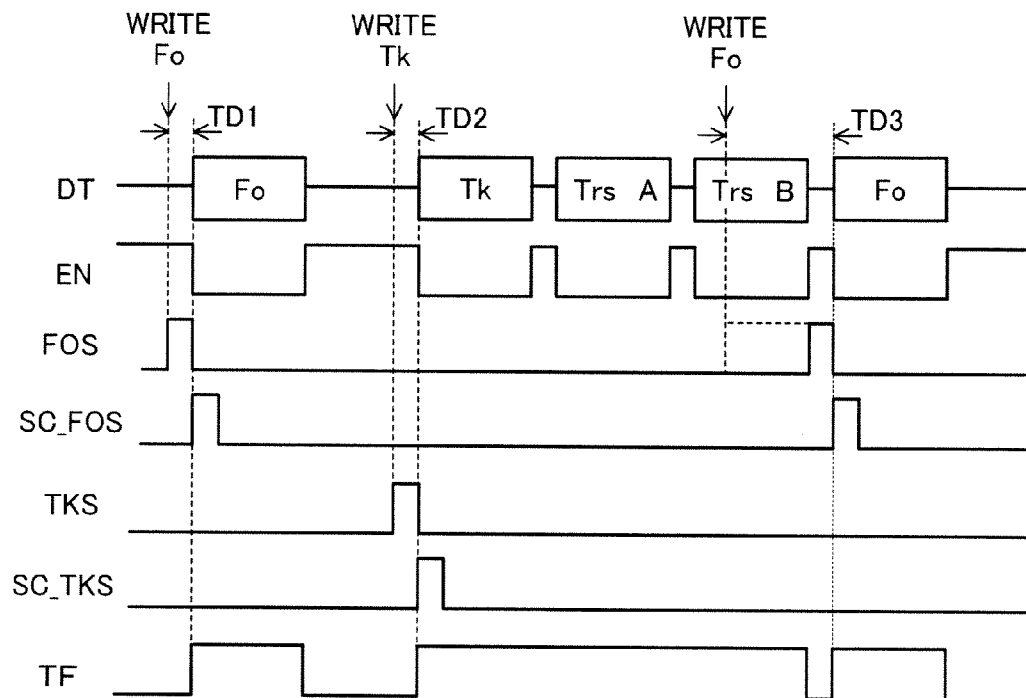 WRITE
Fo
WRITE
Tk
WRITE
Fo
TD1
TD2
TD3
DT
Fo
Tk
Trs A
Trs B
Fo
EN
FOS
SC_FOS
TKS
SC_TKS
TF